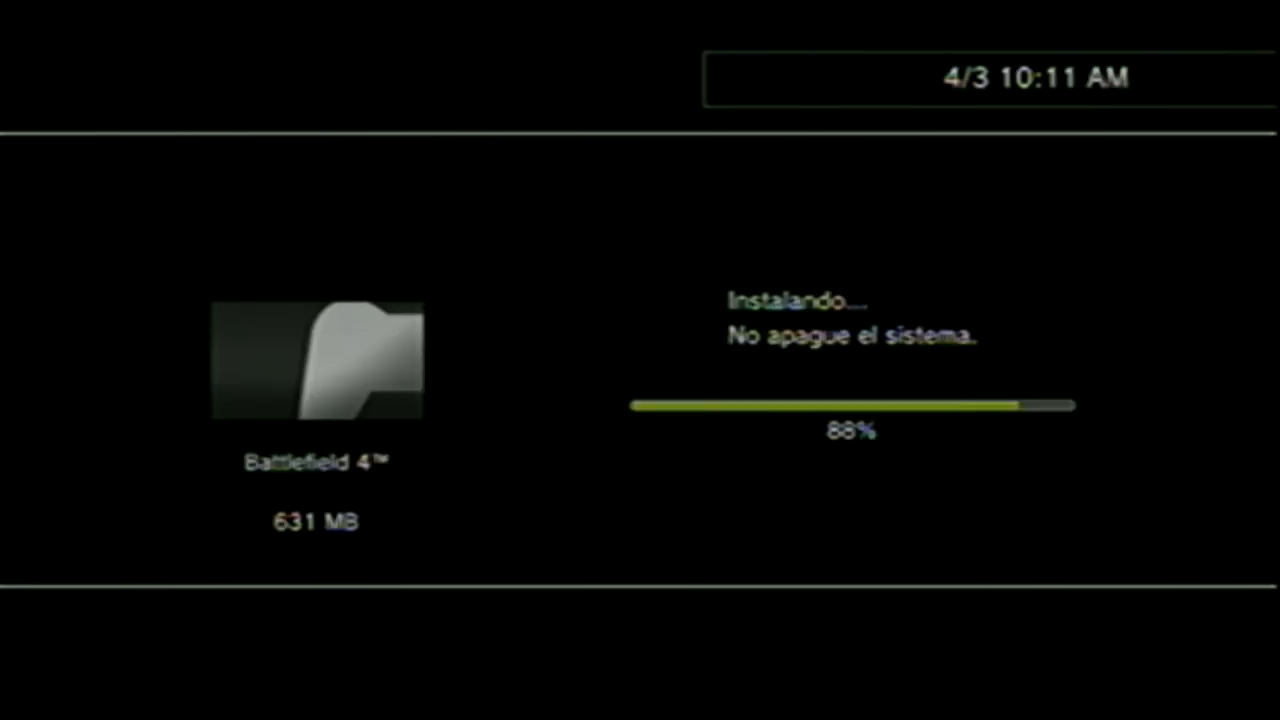 4/3 10:11 AM
Instalando...
No apague el sistema.
88%
Battlefield 4™
631 MB